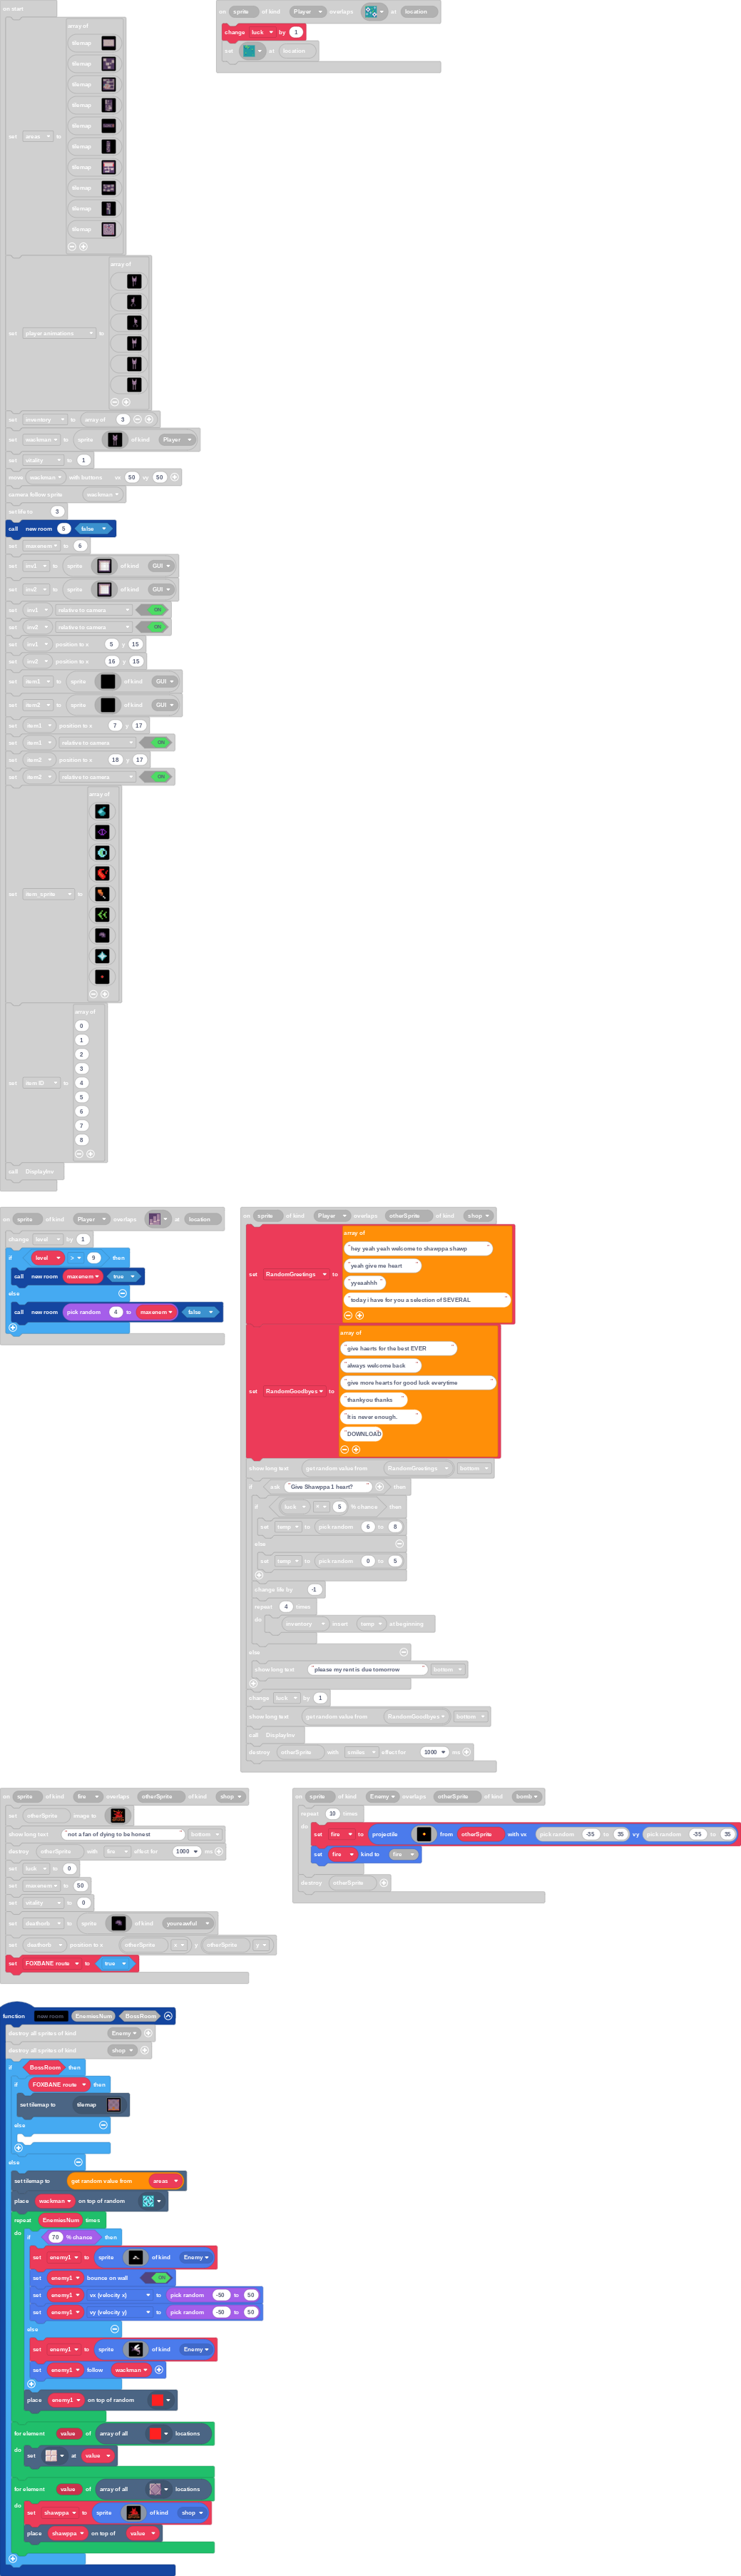 on start
set areas to
array of
tilemap
tilemap
tilemap
tilemap
tilemap
tilemap
tilemap
tilemap
tilemap
tilemap
set player animations to
array of
set inventory to array of 3
set wackman to sprite of kind Player
set vitality to 1
move wackman with buttons vx 50 vy 50
camera follow sprite wackman
set life to 3
call new room 5 false
set maxenem to 6
set inv1 to sprite of kind GUI
set inv2 to sprite of kind GUI
set inv1 relative to camera ON
set inv2 relative to camera ON
set inv1 position to x 5 y 15
set inv2 position to x 16 y 15
set item1 to sprite of kind GUI
set item2 to sprite of kind GUI
set item1 position to x 7 y 17
set item1 relative to camera ON
set item2 position to x 18 y 17
set item2 relative to camera ON
set item_sprite to
array of
set item ID to
array of
0
1
2
3
4
5
6
7
8
call DisplayInv
on sprite of kind Player overlaps at location
change luck by 1
set at location
on sprite of kind Player overlaps at location
change level by 1
if level > 9 then
call new room maxenem true
else
call new room pick random 4 to maxenem false
on sprite of kind Player overlaps otherSprite of kind shop
set RandomGreetings to
array of
"hey yeah yeah welcome to shawppa shawp"
"yeah give me heart"
"yyeaahhh"
"today i have for you a selection of SEVERAL"
set RandomGoodbyes to
array of
"give haerts for the best EVER"
"always welcome back"
"give more hearts for good luck everytime"
"thankyou thanks"
"It is never enough."
"DOWNLOAD"
show long text get random value from RandomGreetings bottom
if ask "Give Shawppa 1 heart?" then
if luck 5 % chance then
set temp to pick random 6 to 8
else
set temp to pick random 0 to 5
change life by -1
repeat 4 times
do inventory insert temp at beginning
else
show long text "please my rent is due tomorrow" bottom
change luck by 1
show long text get random value from RandomGoodbyes bottom
call DisplayInv
destroy otherSprite with smiles effect for 1000 ms
on sprite of kind fire overlaps otherSprite of kind shop
set otherSprite image to
show long text "not a fan of dying to be honest" bottom
destroy otherSprite with fire effect for 1000 ms
set luck to 0
set maxenem to 50
set vitality to 0
set deathorb to sprite of kind yoursawful
set deathorb position to x otherSprite x y otherSprite y
set FOXBANE route to true
on sprite of kind Enemy overlaps otherSprite of kind bomb
repeat 10 times
do set fire to projectile from otherSprite with vx pick random -35 to 35 vy pick random -35 to 35
set fire kind to fire
destroy otherSprite
function new room EnemiesNum BossRoom
destroy all sprites of kind Enemy
destroy all sprites of kind shop
if BossRoom then
if FOXBANE route then
set tilemap to tilemap
else
else
set tilemap to get random value from areas
place wackman on top of random
repeat EnemiesNum times
do if 70 % chance then
set enemy1 to sprite of kind Enemy
set enemy1 bounce on wall ON
set enemy1 vx (velocity x) to pick random -50 to 50
set enemy1 vy (velocity y) to pick random -50 to 50
else
set enemy1 to sprite of kind Enemy
set enemy1 follow wackman
place enemy1 on top of random
for element value of array of all locations
do set at value
for element value of array of all locations
do set shawppa to sprite of kind shop
place shawppa on top of value